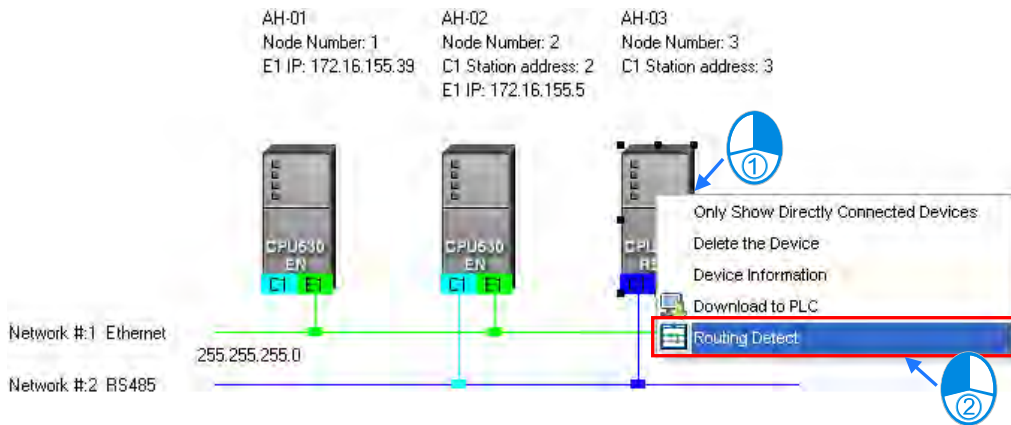 AH-01
Node Number: 1
E1 IP: 172.16.155.39
AH-02
Node Number: 2
C1 Station address: 2
E1 IP: 172.16.155.5
AH-03
Node Number: 3
C1 Station address: 3
CPU530
EN
C1 E1
CPU530
EN
C1 E1
①
Only Show Directly Connected Devices
Delete the Device
Device Information
Download to PLC
Routing Detect
②
Network #:1 Ethernet
255.255.255.0
Network #:2 RS485